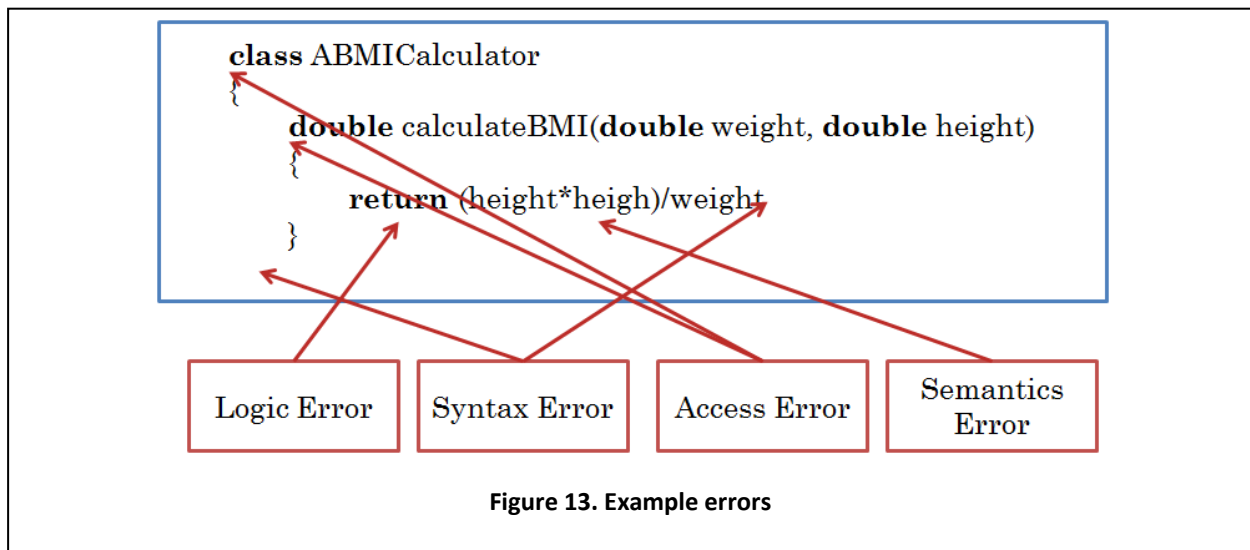 class ABMICalculator
{
double calculateBMI(double weight, double height)
{
return (height*heigh)/weight
}
Logic Error
Syntax Error
Access Error
Semantics
Error
Figure 13. Example errors